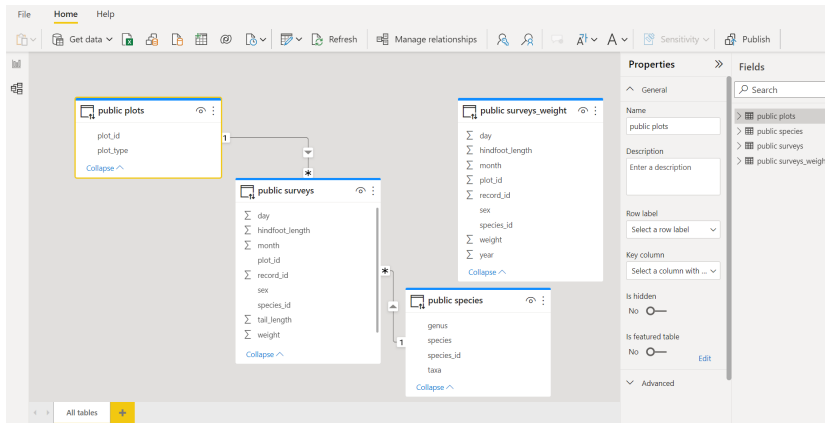 File Home Help
Get data Refresh Manage relationships A Sensitivity Publish
public plots
plot_id
plot_type
Collapse
1
*
public surveys
Σ day
Σ hindfoot_length
Σ month
plot_id
Σ record_id
sex
species_id
Σ tail_length
Σ weight
Collapse
*
1
public surveys_weight
Σ day
Σ hindfoot_length
Σ month
Σ plot_id
Σ record_id
sex
species_id
Σ weight
Σ year
Collapse
public species
genus
species
species_id
taxa
Collapse
All tables +
Properties
General
Name
public plots
Description
Enter a description
Row label
Select a row label
Key column
Select a column with ...
Is hidden
No
Is featured table
No
Edit
Advanced
Fields
Search
public plots
public species
public surveys
public surveys_weigh